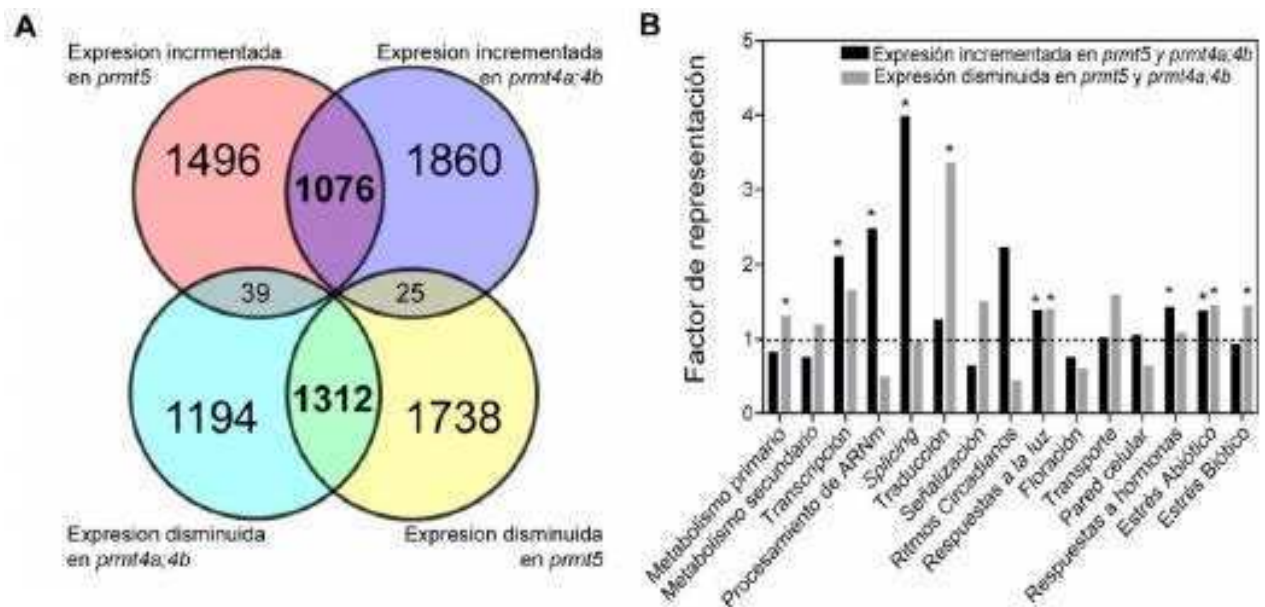 A
Expresion incrmentada
en prmt5
Expresion incrementada
en prmt4a;4b
1496
1076
1860
39
25
1194
1312
1738
Expresion disminuida
en prmt4a;4b
Expresion disminuida
en prmt5
B
Factor de representación
5
4
3
2
1
0
Expresión incrementada en prmt5 y prmt4a;4b
Expresión disminuida en prmt5 y prmt4a;4b
* * * * * * * * * * * *
Metabolismo primario
Metabolismo secundario
Transcripción
Procesamiento de ARNm
Splicing
Traducción
Señalización
Ritmos Circadianos
Respuestas a la luz
Floración
Transporte
Pared celular
Respuestas a hormonas
Estrés Abiótico
Estrés Biótico